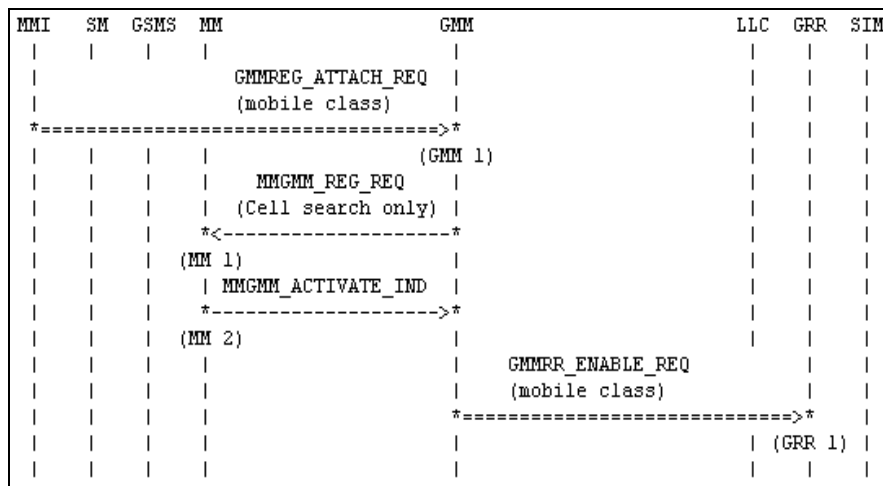 MMI SM GSMS MM GMM LLC GRR SIM
GMMREG_ATTACH_REQ
(mobile class)
(GMM 1)
MMGMM_REG_REQ
(Cell search only)
(MM 1)
MMGMM_ACTIVATE_IND
(MM 2)
GMMRR_ENABLE_REQ
(mobile class)
(GRR 1)